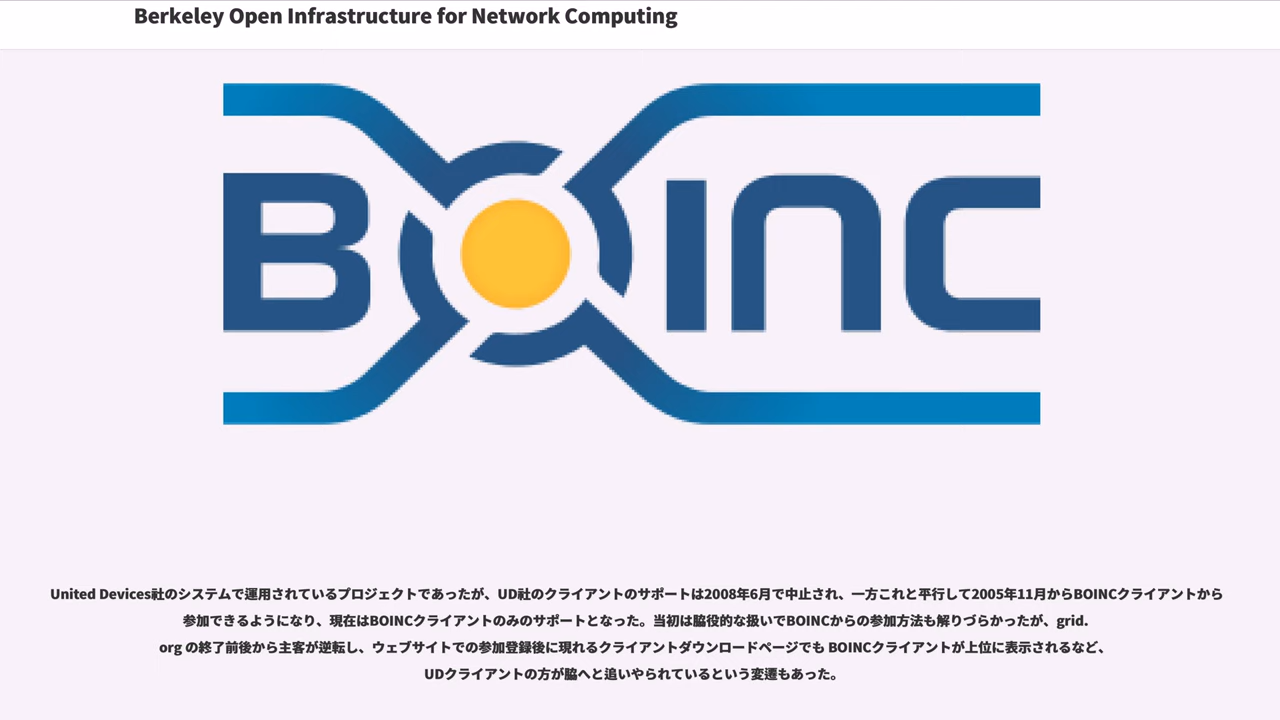 Berkeley Open Infrastructure for Network Computing
BOINC
United Devices社のシステムで運用されているプロジェクトであったが、UD社のクライアントのサポートは2008年6月で中止され、一方これと平行して2005年11月からBOINCクライアントから
参加できるようになり、現在はBOINCクライアントのみのサポートとなった。当初は脇役的な扱いでBOINCからの参加方法も解りづらかったが、grid.
org の終了前後から主客が逆転し、ウェブサイトでの参加登録後に現れるクライアントダウンロードページでも BOINCクライアントが上位に表示されるなど、
UDクライアントの方が脇へと追いやられているという変遷もあった。